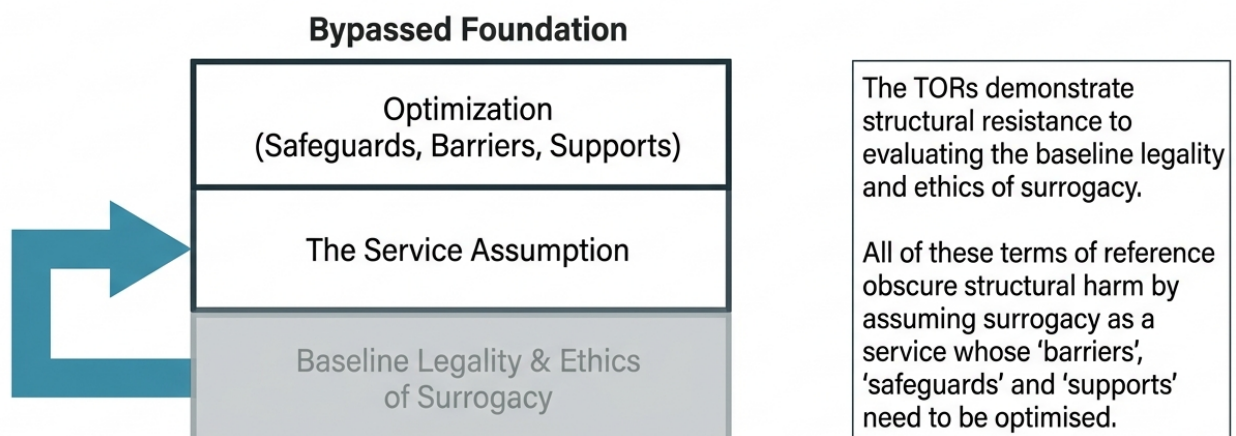 Bypassed Foundation
Optimization
(Safeguards, Barriers, Supports)
The Service Assumption
Baseline Legality & Ethics
of Surrogacy
The TORs demonstrate
structural resistance to
evaluating the baseline legality
and ethics of surrogacy.
All of these terms of reference
obscure structural harm by
assuming surrogacy as a
service whose ‘barriers’,
‘safeguards’ and ‘supports’
need to be optimised.